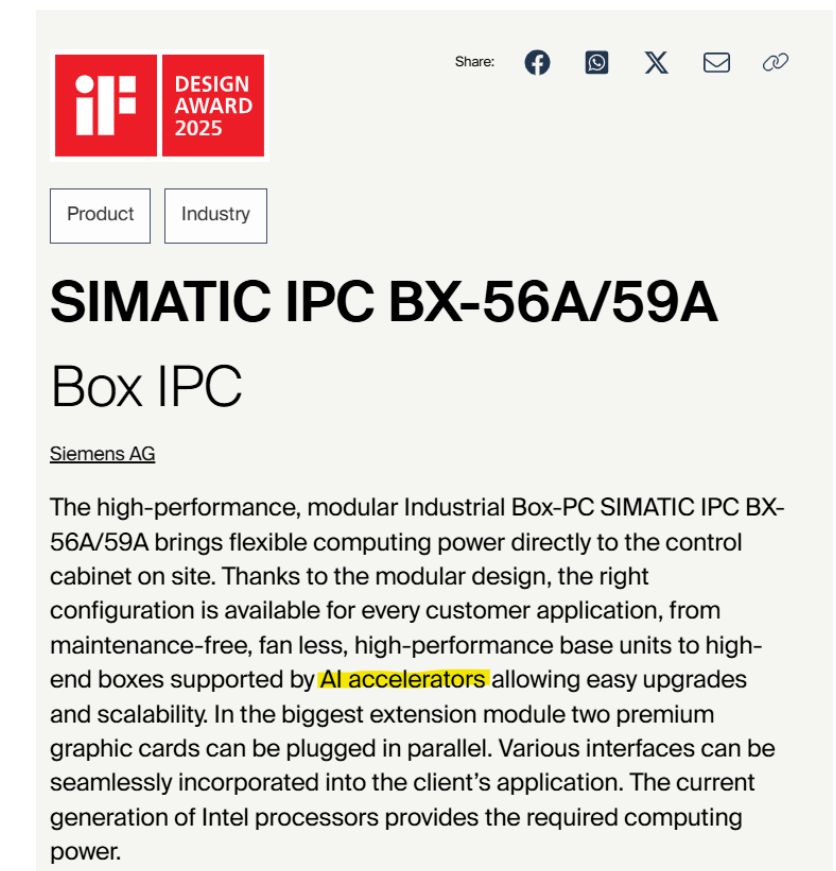 iF
DESIGN
AWARD
2025
Share:
Product
Industry
SIMATIC IPC BX-56A/59A
Box IPC
Siemens AG
The high-performance, modular Industrial Box-PC SIMATIC IPC BX-
56A/59A brings flexible computing power directly to the control
cabinet on site. Thanks to the modular design, the right
configuration is available for every customer application, from
maintenance-free, fan less, high-performance base units to high-
end boxes supported by AI accelerators allowing easy upgrades
and scalability. In the biggest extension module two premium
graphic cards can be plugged in parallel. Various interfaces can be
seamlessly incorporated into the client’s application. The current
generation of Intel processors provides the required computing
power.